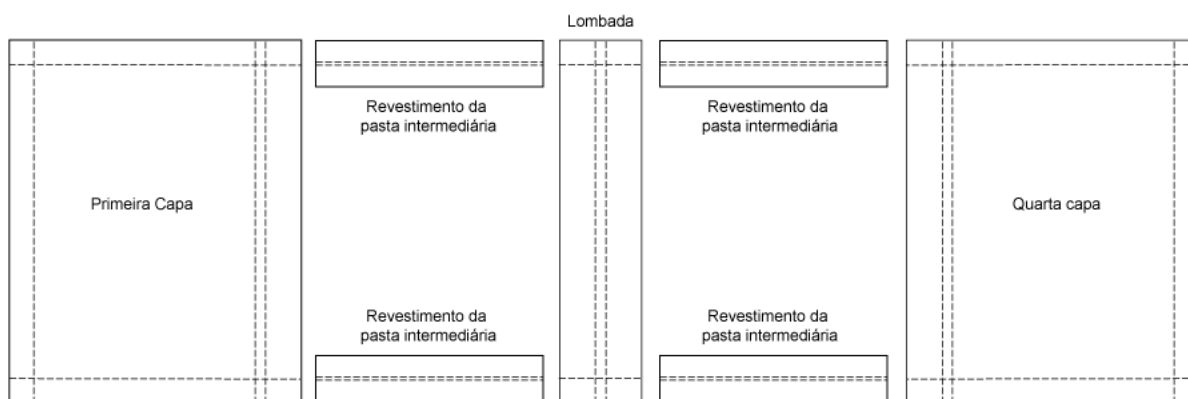 Lombada
Revestimento da
pasta intermediária
Revestimento da
pasta intermediária
Primeira Capa
Quarta capa
Revestimento da
pasta intermediária
Revestimento da
pasta intermediária